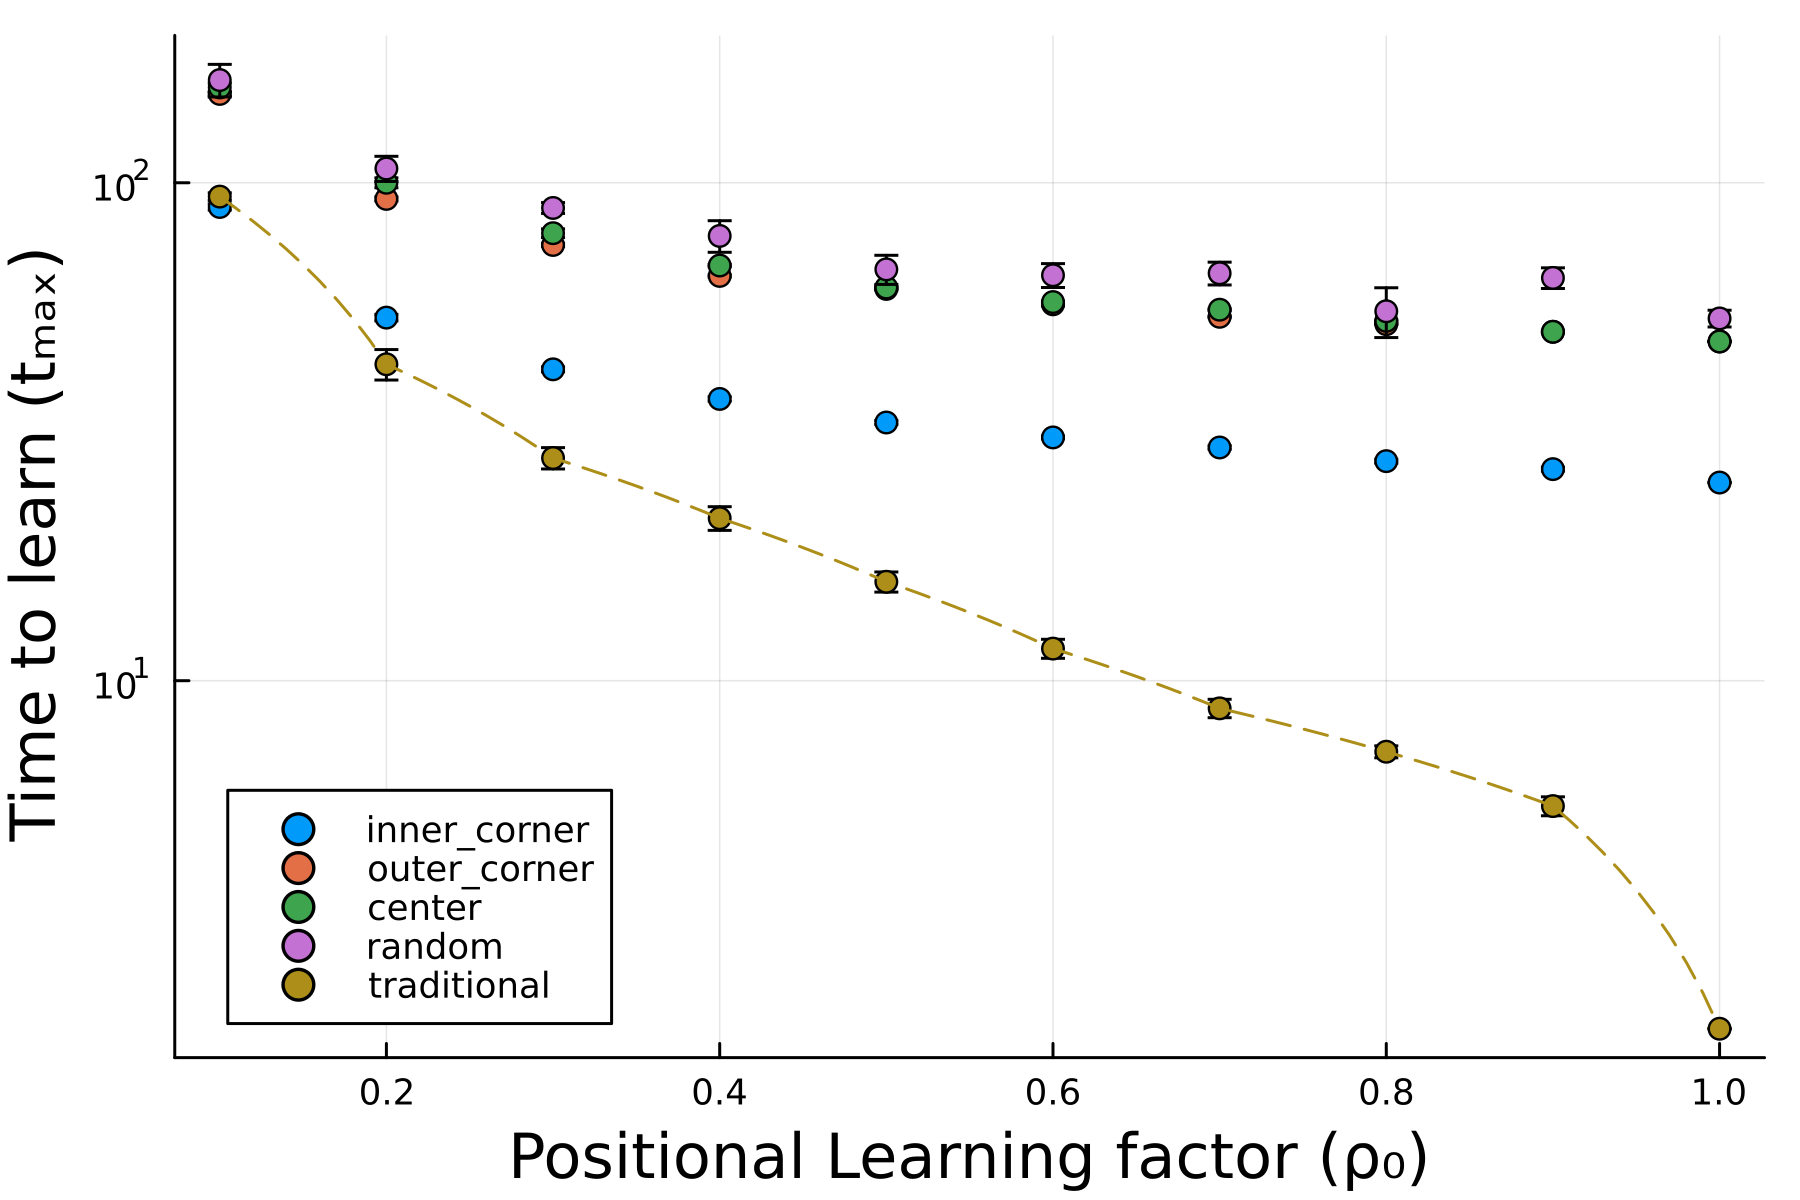 Time to learn (tₘₐₓ)
10²
10¹
inner_corner
outer_corner
center
random
traditional
0.2 0.4 0.6 0.8 1.0
Positional Learning factor (ρ₀)